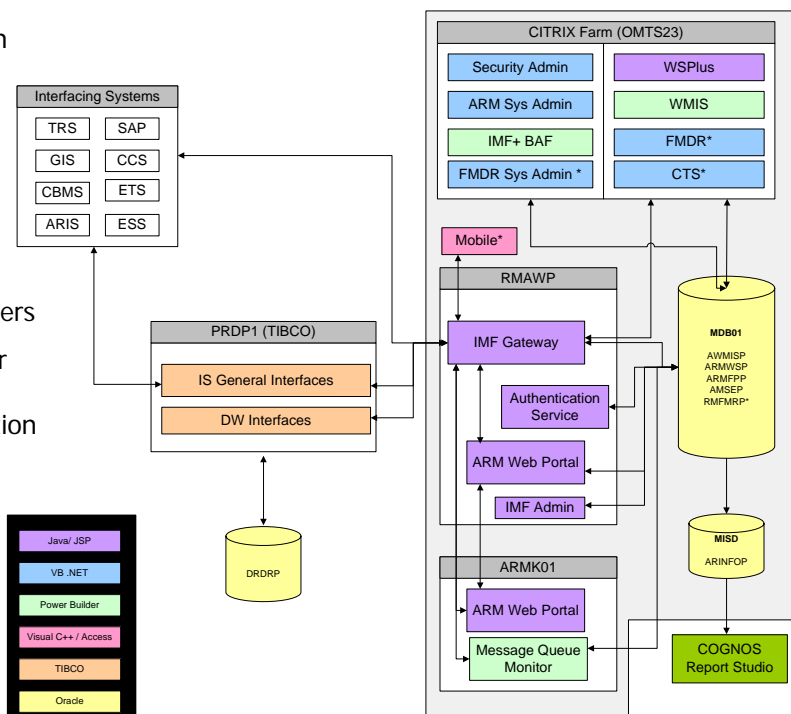 n
ers
r
tion
Interfacing Systems
TRS
SAP
GIS
CCS
CBMS
ETS
ARIS
ESS
PRDP1 (TIBCO)
IS General Interfaces
DW Interfaces
DRDRP
Java/ JSP
VB .NET
Power Builder
Visual C++ / Access
TIBCO
Oracle
CITRIX Farm (OMTS23)
Security Admin
WSPlus
ARM Sys Admin
WMIS
IMF+ BAF
FMDR*
FMDR Sys Admin *
CTS*
Mobile*
RMAWP
IMF Gateway
Authentication
Service
ARM Web Portal
IMF Admin
ARMK01
ARM Web Portal
Message Queue
Monitor
MDB01
AWMISP
ARMWSP
ARMFPP
AMSEP
RMFMRP*
MISD
ARINFOP
COGNOS
Report Studio